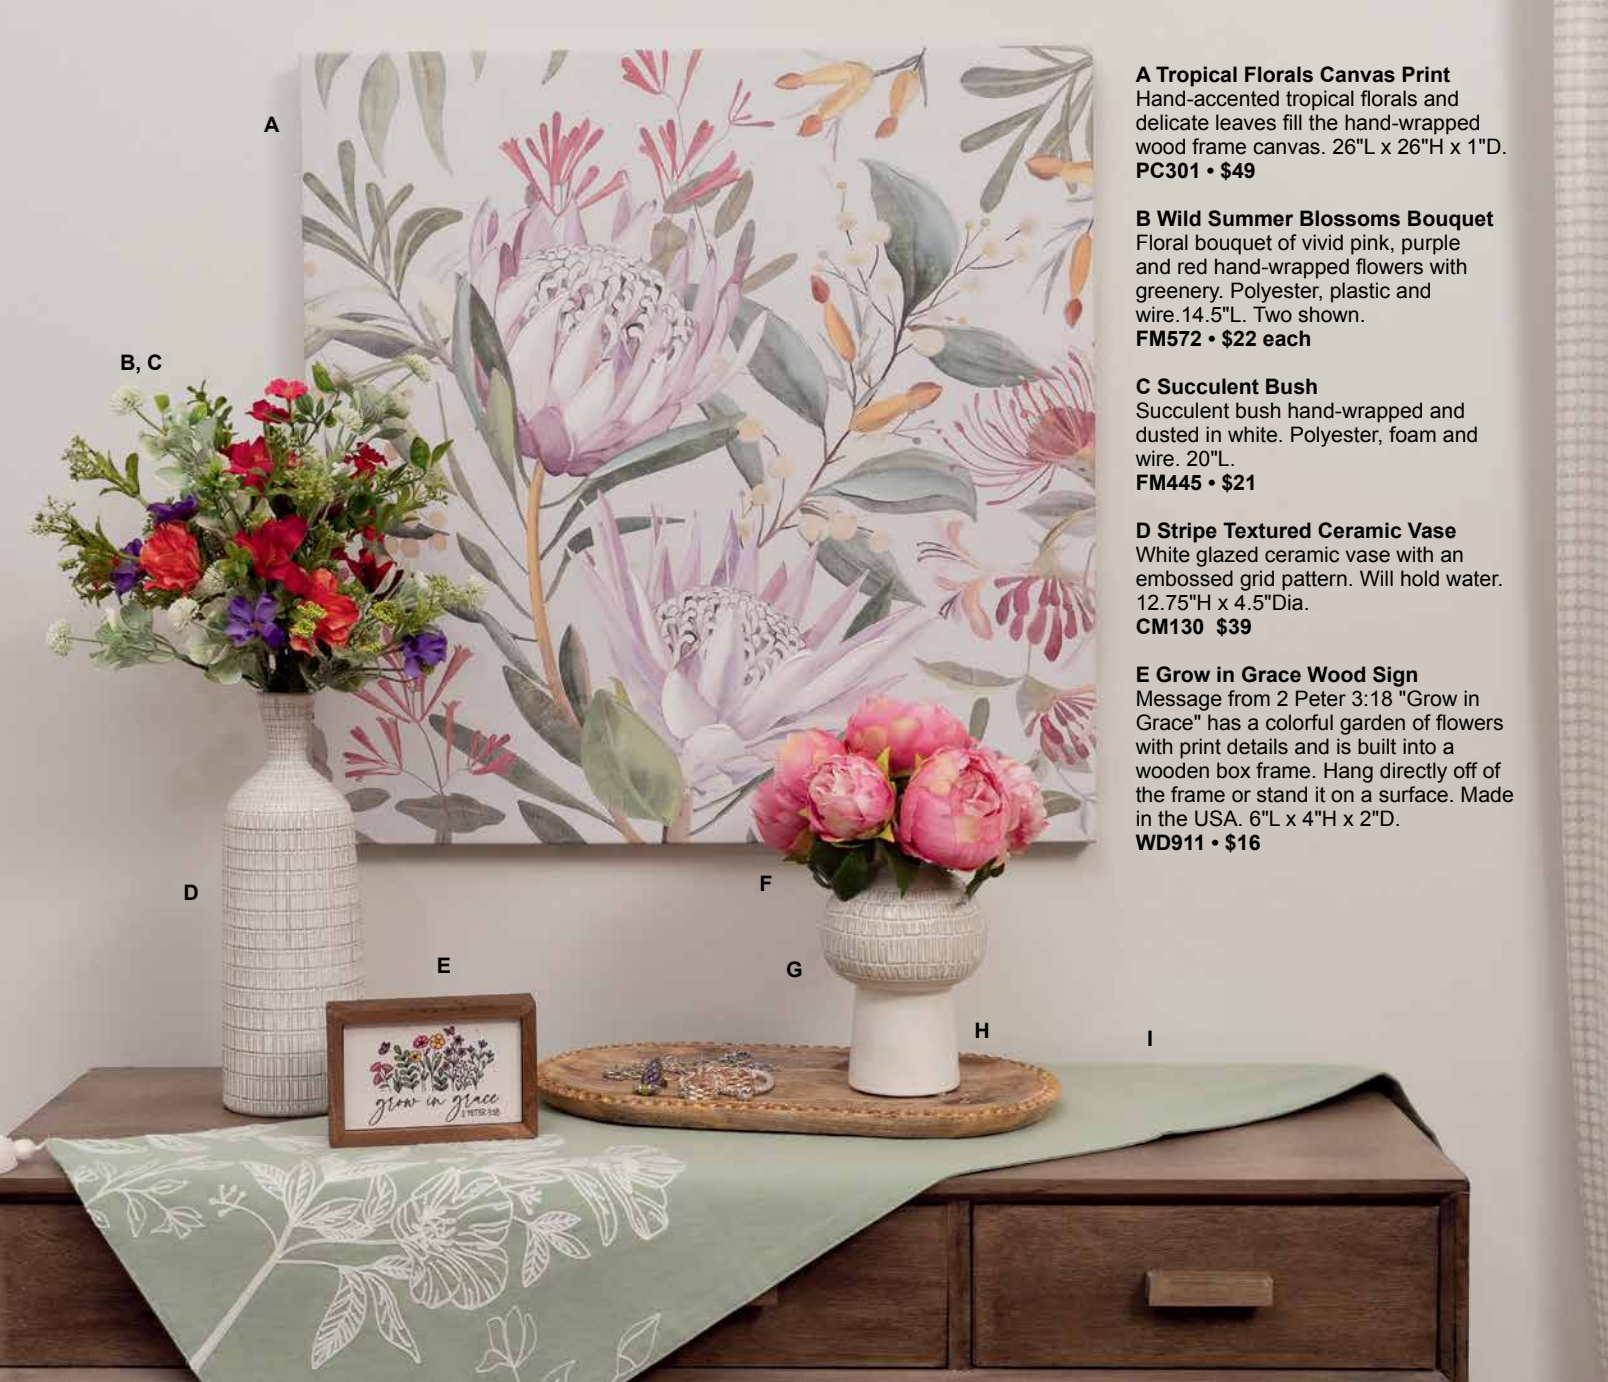 A Tropical Florals Canvas Print
Hand-accented tropical florals and
delicate leaves fill the hand-wrapped
wood frame canvas. 26"L x 26"H x 1"D.
PC301 • $49
B Wild Summer Blossoms Bouquet
Floral bouquet of vivid pink, purple
and red hand-wrapped flowers with
greenery. Polyester, plastic and
wire.14.5"L. Two shown.
FM572 • $22 each
C Succulent Bush
Succulent bush hand-wrapped and
dusted in white. Polyester, foam and
wire. 20"L.
FM445 • $21
D Stripe Textured Ceramic Vase
White glazed ceramic vase with an
embossed grid pattern. Will hold water.
12.75"H x 4.5"Dia.
CM130 $39
E Grow in Grace Wood Sign
Message from 2 Peter 3:18 "Grow in
Grace" has a colorful garden of flowers
with print details and is built into a
wooden box frame. Hang directly off of
the frame or stand it on a surface. Made
in the USA. 6"L x 4"H x 2"D.
WD911 • $16
A
B, C
D
E
F
G
H
I
grow in grace
2 PETER 3:18